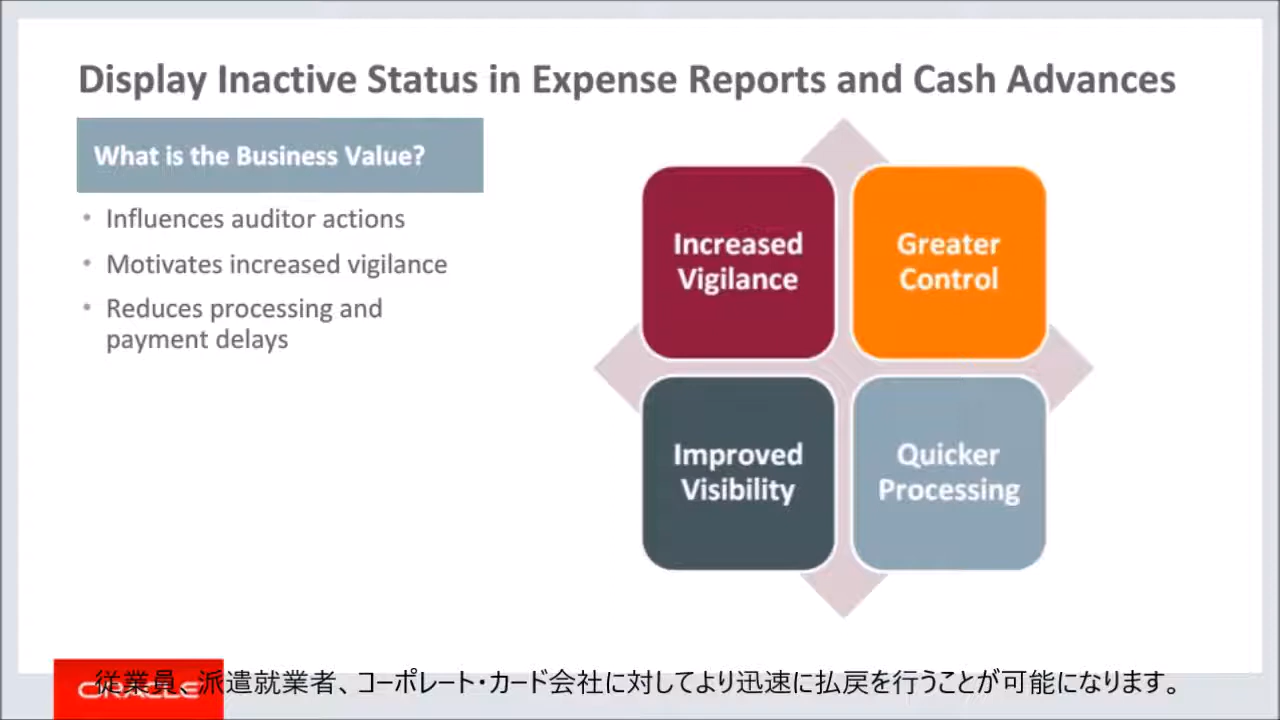 Display Inactive Status in Expense Reports and Cash Advances
What is the Business Value?
• Influences auditor actions
• Motivates increased vigilance
• Reduces processing and
payment delays
Increased
Vigilance
Greater
Control
Improved
Visibility
Quicker
Processing
ORACLE
従業員、派遣就業者、コーポレート・カード会社に対してより迅速に払戻を行うことが可能になります。